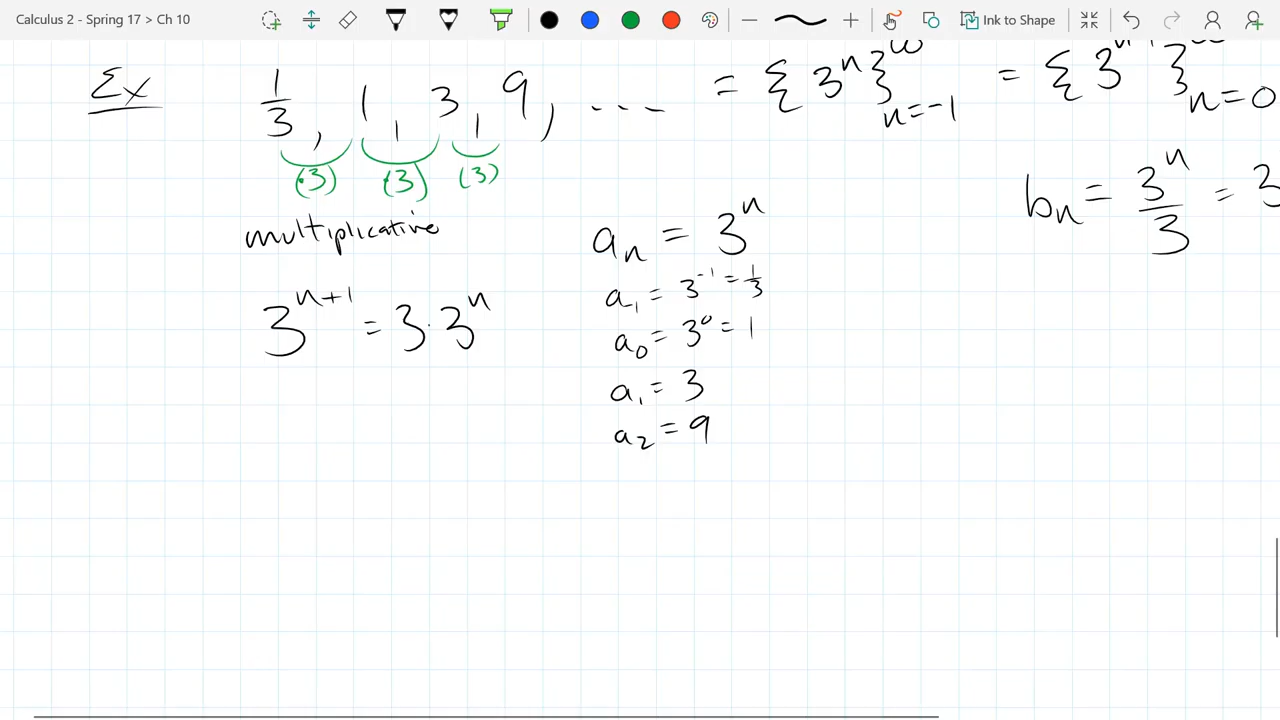 Calculus 2 - Spring 17 > Ch 10
Ink to Shape
Ex 1/3, 1, 3, 9, ... = {3^n}^∞_{n=-1} = {3^{n-1}}^∞_{n=0}
(·3) (·3) (3)
multiplicative
b_n = 3^n/3 = 3
a_n = 3^n
a_1 = 3^{-1} = 1/3
3^{n+1} = 3·3^n
a_0 = 3^0 = 1
a_1 = 3
a_2 = 9